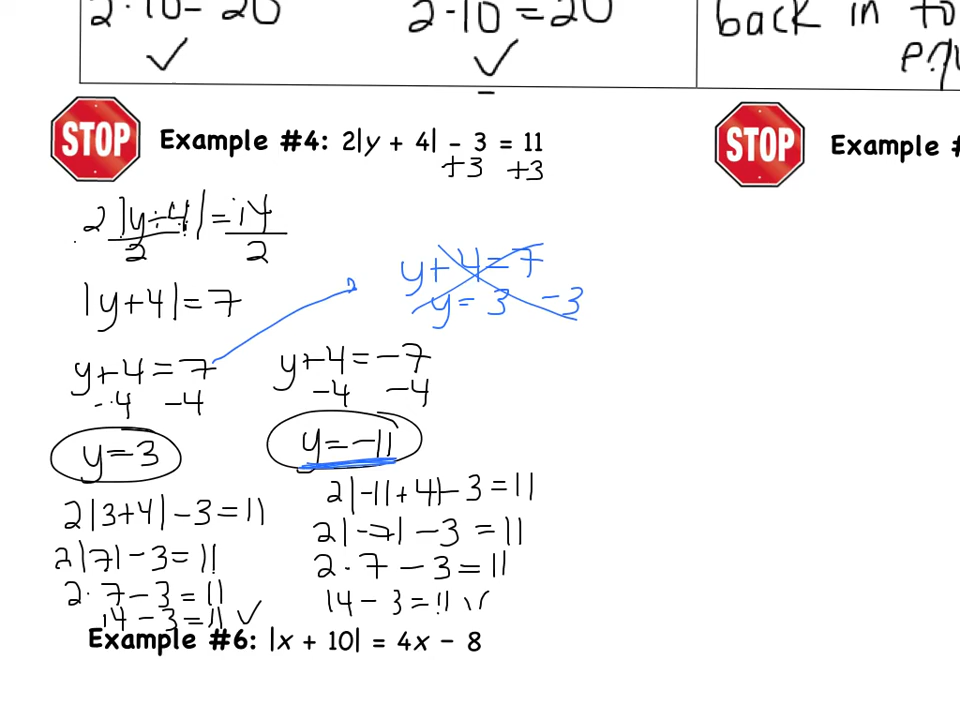 2 · 10 = 20
2 · 10 = 20
back in to
✓
✓
STOP
Example #4: 2|y + 4| − 3 = 11
+3 +3
STOP
Example #
2|y+4| = 14
2 2
|y+4| = 7
y+4 = 7
y = 3 −3
y+4 = 7
−4 −4
y = 3
y+4 = −7
−4 −4
y = −11
2|3+4| − 3 = 11
2|7| − 3 = 11
2 · 7 − 3 = 11
14 − 3 = 11 ✓
2|−11+4| − 3 = 11
2|−7| − 3 = 11
2 · 7 − 3 = 11
14 − 3 = 11 ✓
Example #6: |x + 10| = 4x − 8